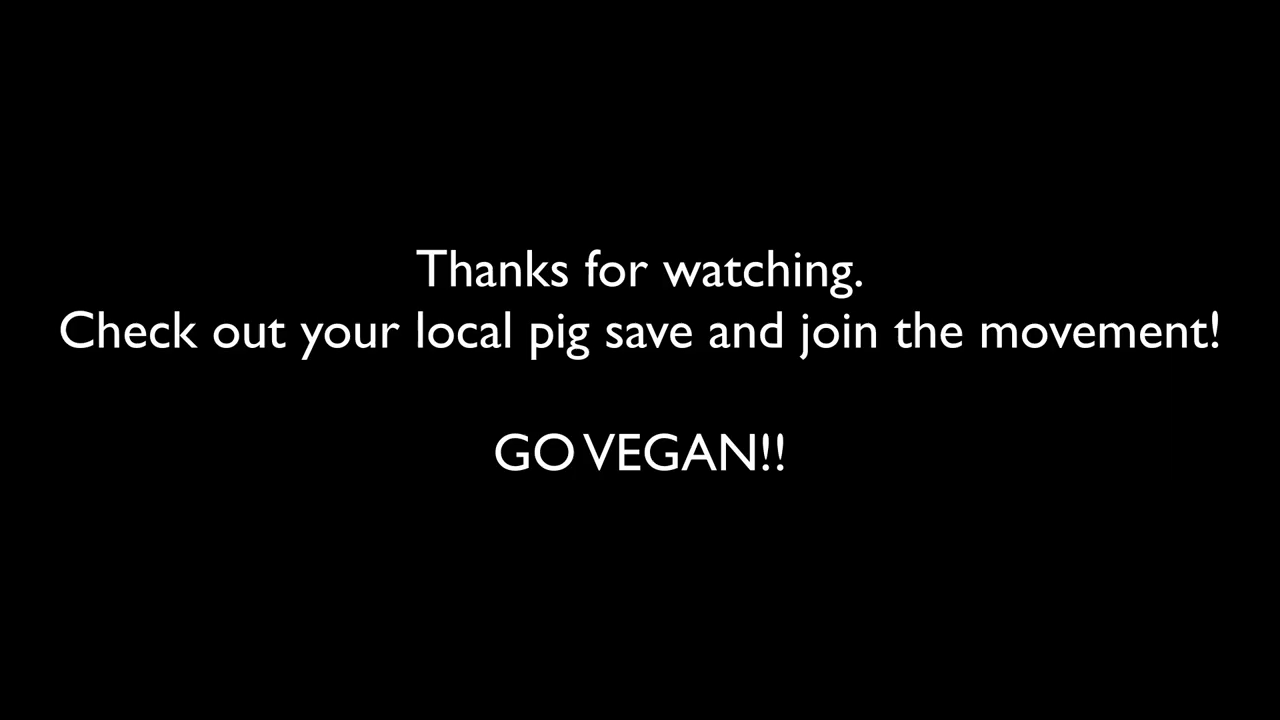 Thanks for watching.
Check out your local pig save and join the movement!
GO VEGAN!!